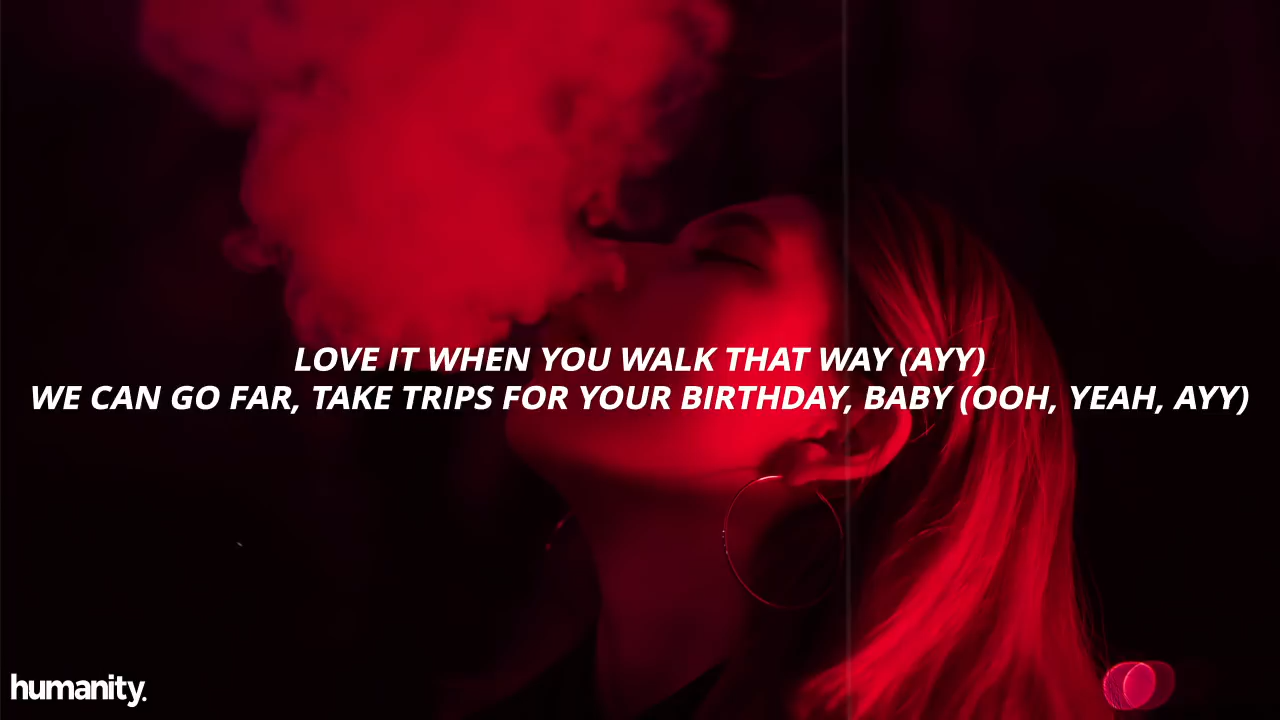 LOVE IT WHEN YOU WALK THAT WAY (AYY)
WE CAN GO FAR, TAKE TRIPS FOR YOUR BIRTHDAY, BABY (OOH, YEAH, AYY)
humanity.